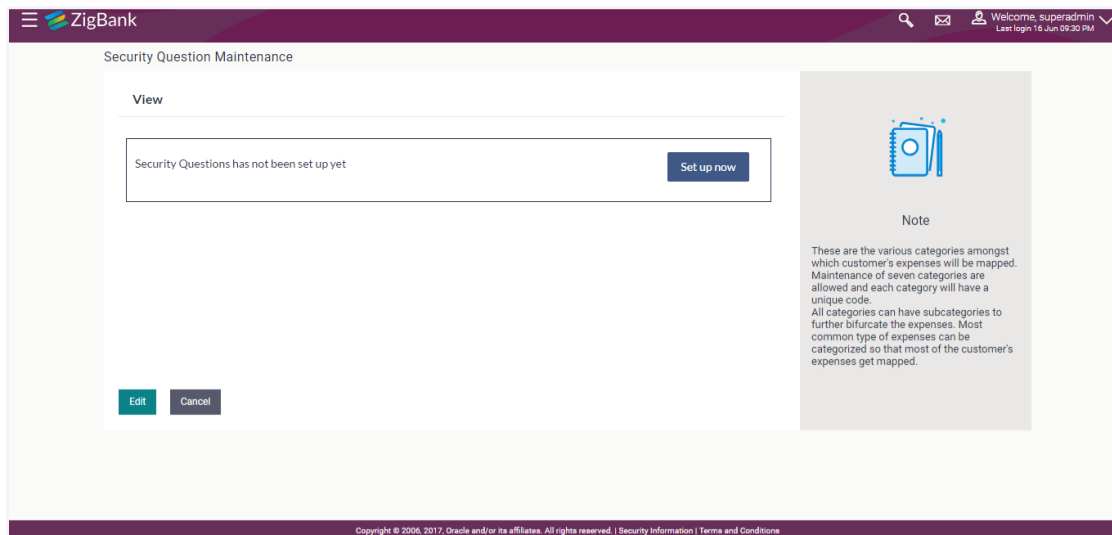 ZigBank
Welcome, superadmin
Last login 16 Jun 09:30 PM
Security Question Maintenance
View
Security Questions has not been set up yet
Set up now
Edit
Cancel
Note
These are the various categories amongst
which customer's expenses will be mapped.
Maintenance of seven categories are
allowed and each category will have a
unique code.
All categories can have subcategories to
further bifurcate the expenses. Most
common type of expenses can be
categorized so that most of the customer's
expenses get mapped.
Copyright © 2006, 2017, Oracle and/or its affiliates. All rights reserved. | Security Information | Terms and Conditions